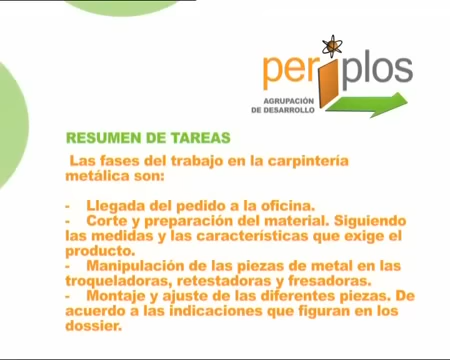 periplos
AGRUPACIÓN
DE DESARROLLO
RESUMEN DE TAREAS
Las fases del trabajo en la carpintería
metálica son:
- Llegada del pedido a la oficina.
- Corte y preparación del material. Siguiendo
las medidas y las características que exige el
producto.
- Manipulación de las piezas de metal en las
troqueladoras, retestadoras y fresadoras.
- Montaje y ajuste de las diferentes piezas. De
acuerdo a las indicaciones que figuran en los
dossier.